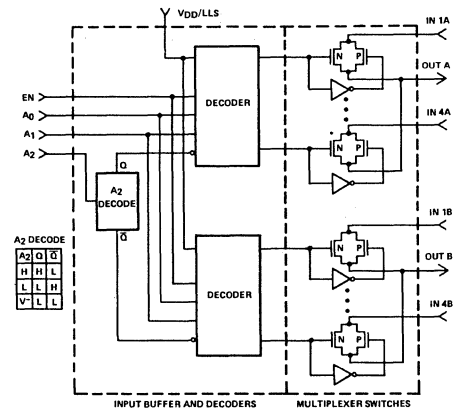 VDD/LLS
IN 1A
OUT A
EN
A0
A1
A2
DECODER
N P
IN 4A
N P
Q
A2
DECODE
Q̅
IN 1B
N P
OUT B
DECODER
IN 4B
N P
A2 DECODE
A2 Q Q̅
H H L
L L H
V- L L
INPUT BUFFER AND DECODERS
MULTIPLEXER SWITCHES